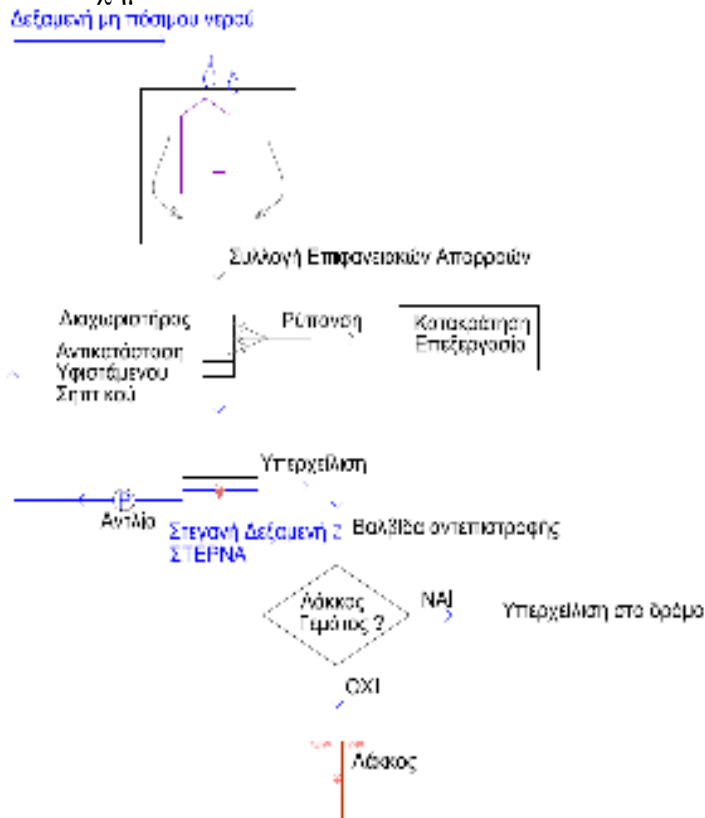 Δεξαμενή μη πόσιμου νερού
Συλλογή Επιφανειακών Απορροών
Διαχωριστήρας
Ρύπανση
Κατακράτηση
Επεξεργασία
Αντικατάσταση
Υφιστάμενου
Σηπτικού
Υπερχείλιση
P
Αντλία
Στεγανή Δεξαμενή 2
ΣΤΕΡΝΑ
Βαλβίδα αντεπιστροφής
Λάκκος
Γεμάτος ?
ΝΑΙ
Υπερχείλιση στο δρόμο
ΟΧΙ
Λάκκος